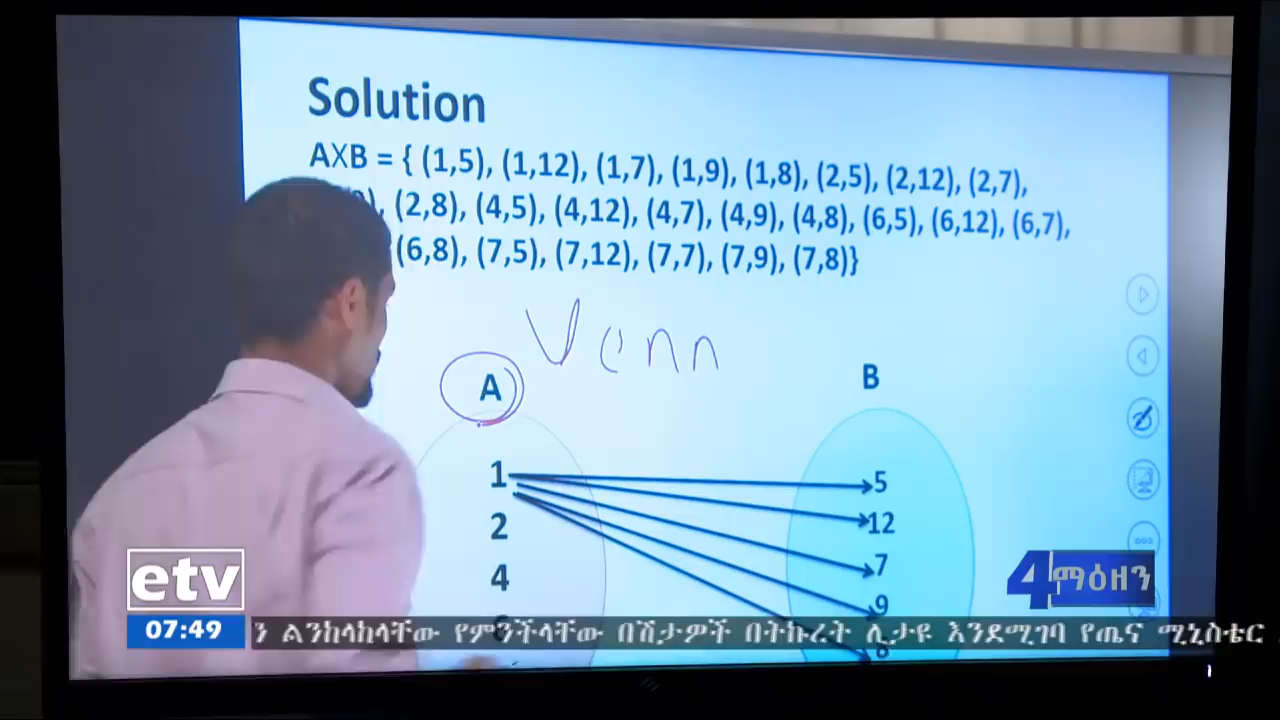 Solution
AXB = { (1,5), (1,12), (1,7), (1,9), (1,8), (2,5), (2,12), (2,7),
(2,8), (4,5), (4,12), (4,7), (4,9), (4,8), (6,5), (6,12), (6,7),
(6,8), (7,5), (7,12), (7,7), (7,9), (7,8)}
Venn
A B
1 5
2 12
4 7
9
8
etv
4 ማዕዘን
07:49 ን ልንከላከላቸው የምንችላቸው በሽታዎች በትኩረት ሊታዩ እንደሚገባ የጤና ሚኒስቴር